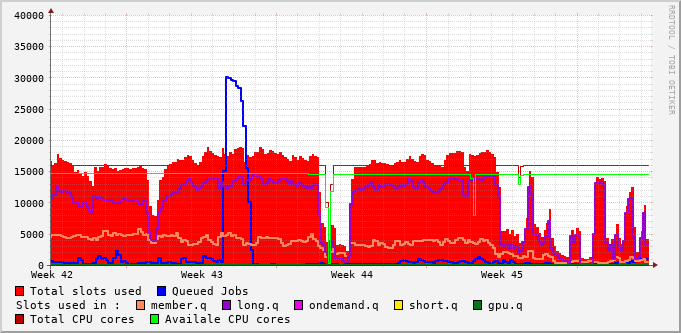 40000
35000
30000
25000
20000
15000
10000
5000
0
Week 42 Week 43 Week 44 Week 45
Total slots used Queued Jobs
Slots used in : member.q long.q ondemand.q short.q gpu.q
Total CPU cores Availale CPU cores
RRDTOOL / TOBI OETIKER